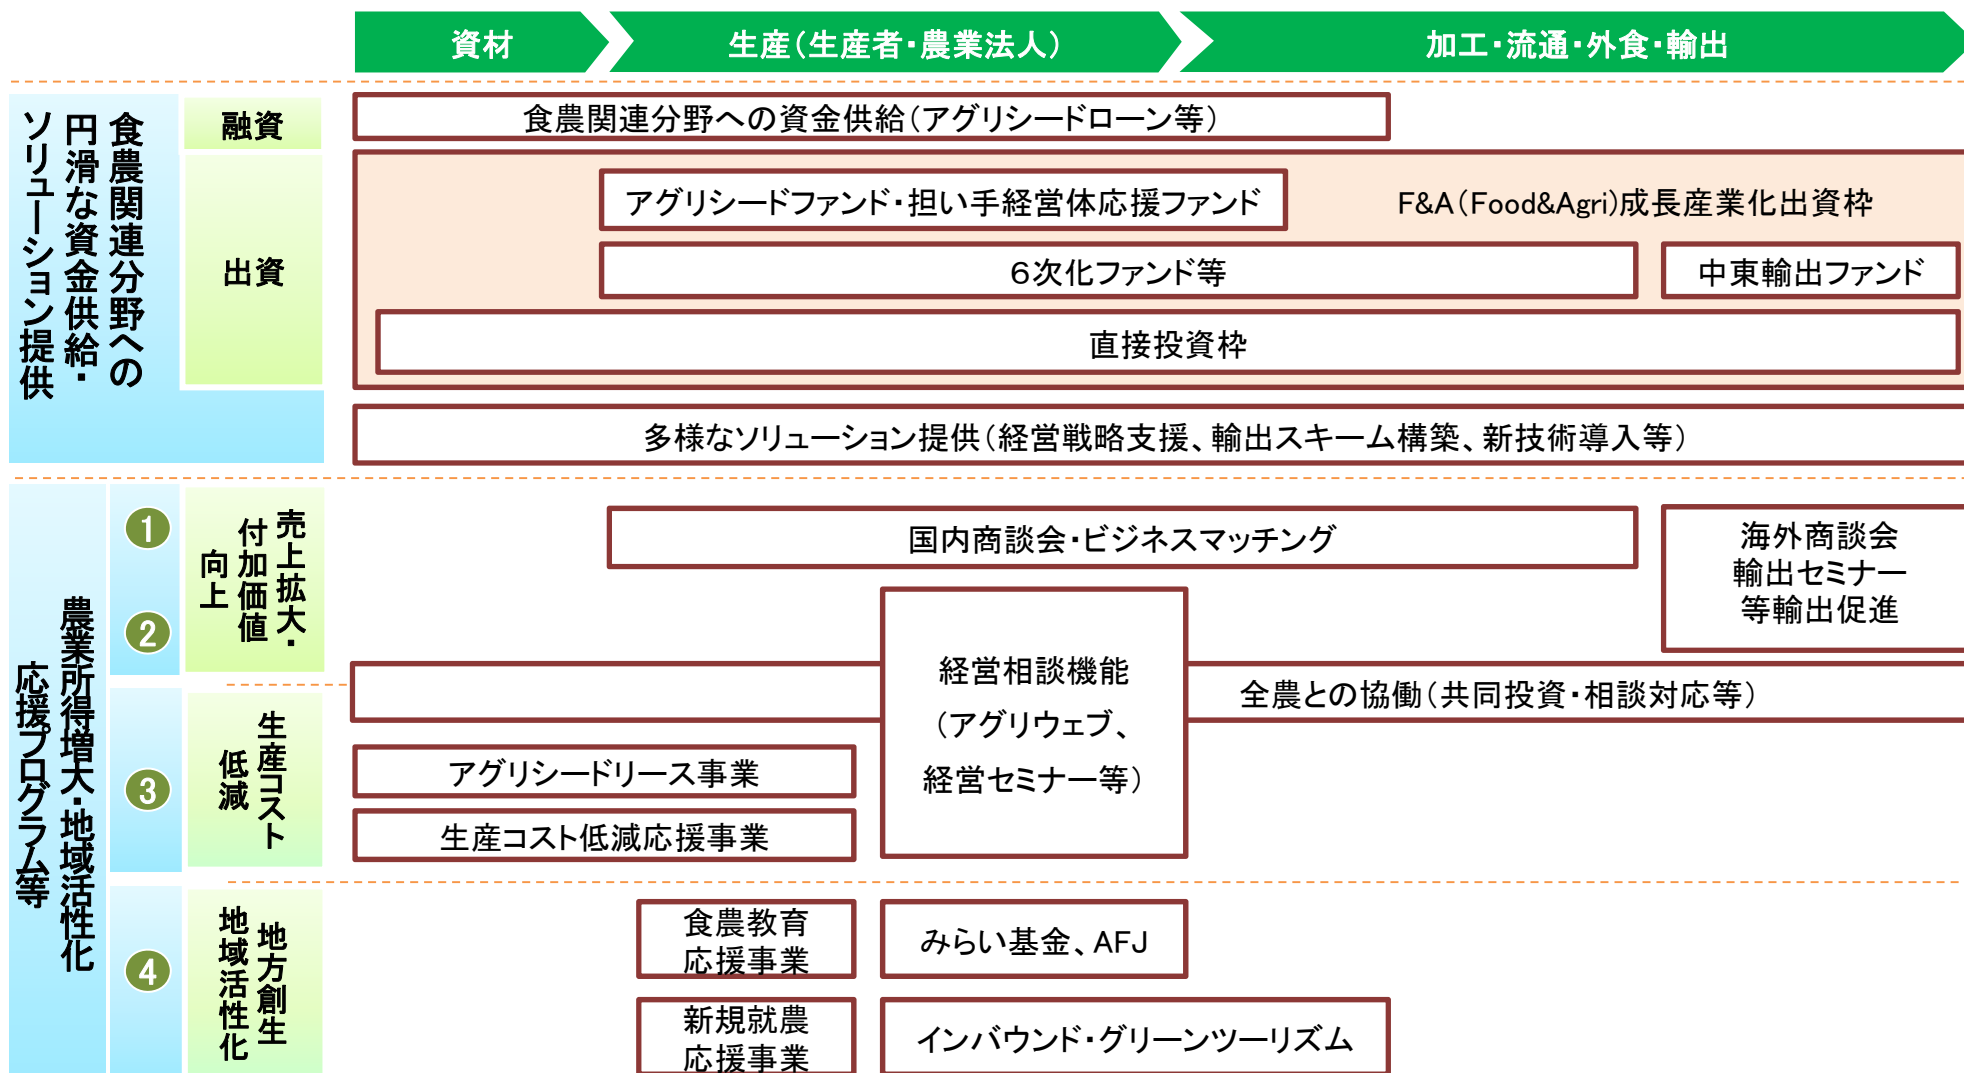 資材
生産(生産者・農業法人)
加工・流通・外食・輸出
食農関連分野への
円滑な資金供給・
ソリューション提供
融資
食農関連分野への資金供給(アグリシードローン等)
出資
アグリシードファンド・担い手経営体応援ファンド
F&A(Food&Agri)成長産業化出資枠
6次化ファンド等
中東輸出ファンド
直接投資枠
多様なソリューション提供(経営戦略支援、輸出スキーム構築、新技術導入等)
農業所得増大・地域活性化
応援プログラム等
1
2
売上拡大・
付加価値
向上
国内商談会・ビジネスマッチング
海外商談会
輸出セミナー
等輸出促進
経営相談機能
(アグリウェブ、
経営セミナー等)
全農との協働(共同投資・相談対応等)
3
生産コスト
低減
アグリシードリース事業
生産コスト低減応援事業
4
地方創生
地域活性化
食農教育
応援事業
みらい基金、AFJ
新規就農
応援事業
インバウンド・グリーンツーリズム